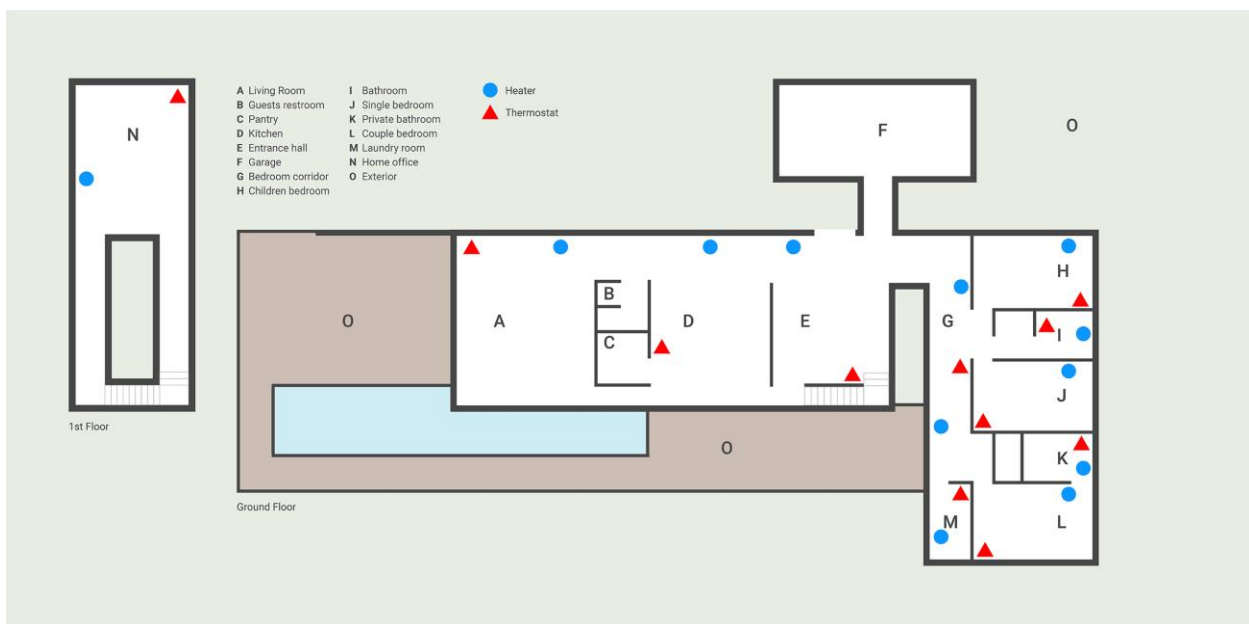 N
1st Floor
A Living Room
B Guests restroom
C Pantry
D Kitchen
E Entrance hall
F Garage
G Bedroom corridor
H Children bedroom
I Bathroom
J Single bedroom
K Private bathroom
L Couple bedroom
M Laundry room
N Home office
O Exterior
Heater
Thermostat
F
O
H
B
O
A
D
E
G
I
C
J
O
K
M
L
Ground Floor